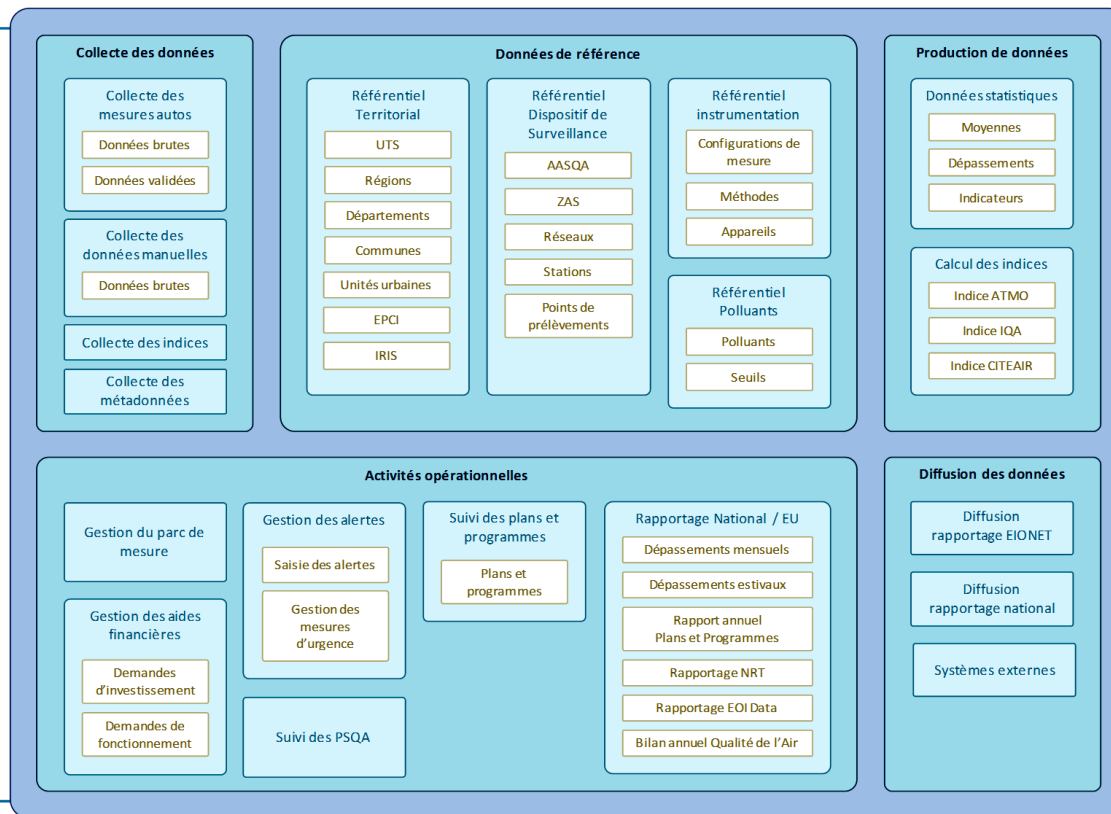 Collecte des données
Collecte des
mesures autos
Données brutes
Données validées
Collecte des
données manuelles
Données brutes
Collecte des indices
Collecte des
métadonnées
Données de référence
Référentiel
Territorial
UTS
Régions
Départements
Communes
Unités urbaines
EPCI
IRIS
Référentiel
Dispositif de
Surveillance
AASQA
ZAS
Réseaux
Stations
Points de
prélèvements
Référentiel
instrumentation
Configurations de
mesure
Méthodes
Appareils
Référentiel
Polluants
Polluants
Seuils
Production de données
Données statistiques
Moyennes
Dépassements
Indicateurs
Calcul des indices
Indice ATMO
Indice IQA
Indice CITEAIR
Activités opérationnelles
Gestion du parc de
mesure
Gestion des aides
financières
Demandes
d’investissement
Demandes de
fonctionnement
Gestion des alertes
Saisie des alertes
Gestion des
mesures
d’urgence
Suivi des PSQA
Suivi des plans et
programmes
Plans et
programmes
Rapportage National / EU
Dépassements mensuels
Dépassements estivaux
Rapport annuel
Plans et Programmes
Rapportage NRT
Rapportage EOI Data
Bilan annuel Qualité de l’Air
Diffusion des données
Diffusion
rapportage EIONET
Diffusion
rapportage national
Systèmes externes